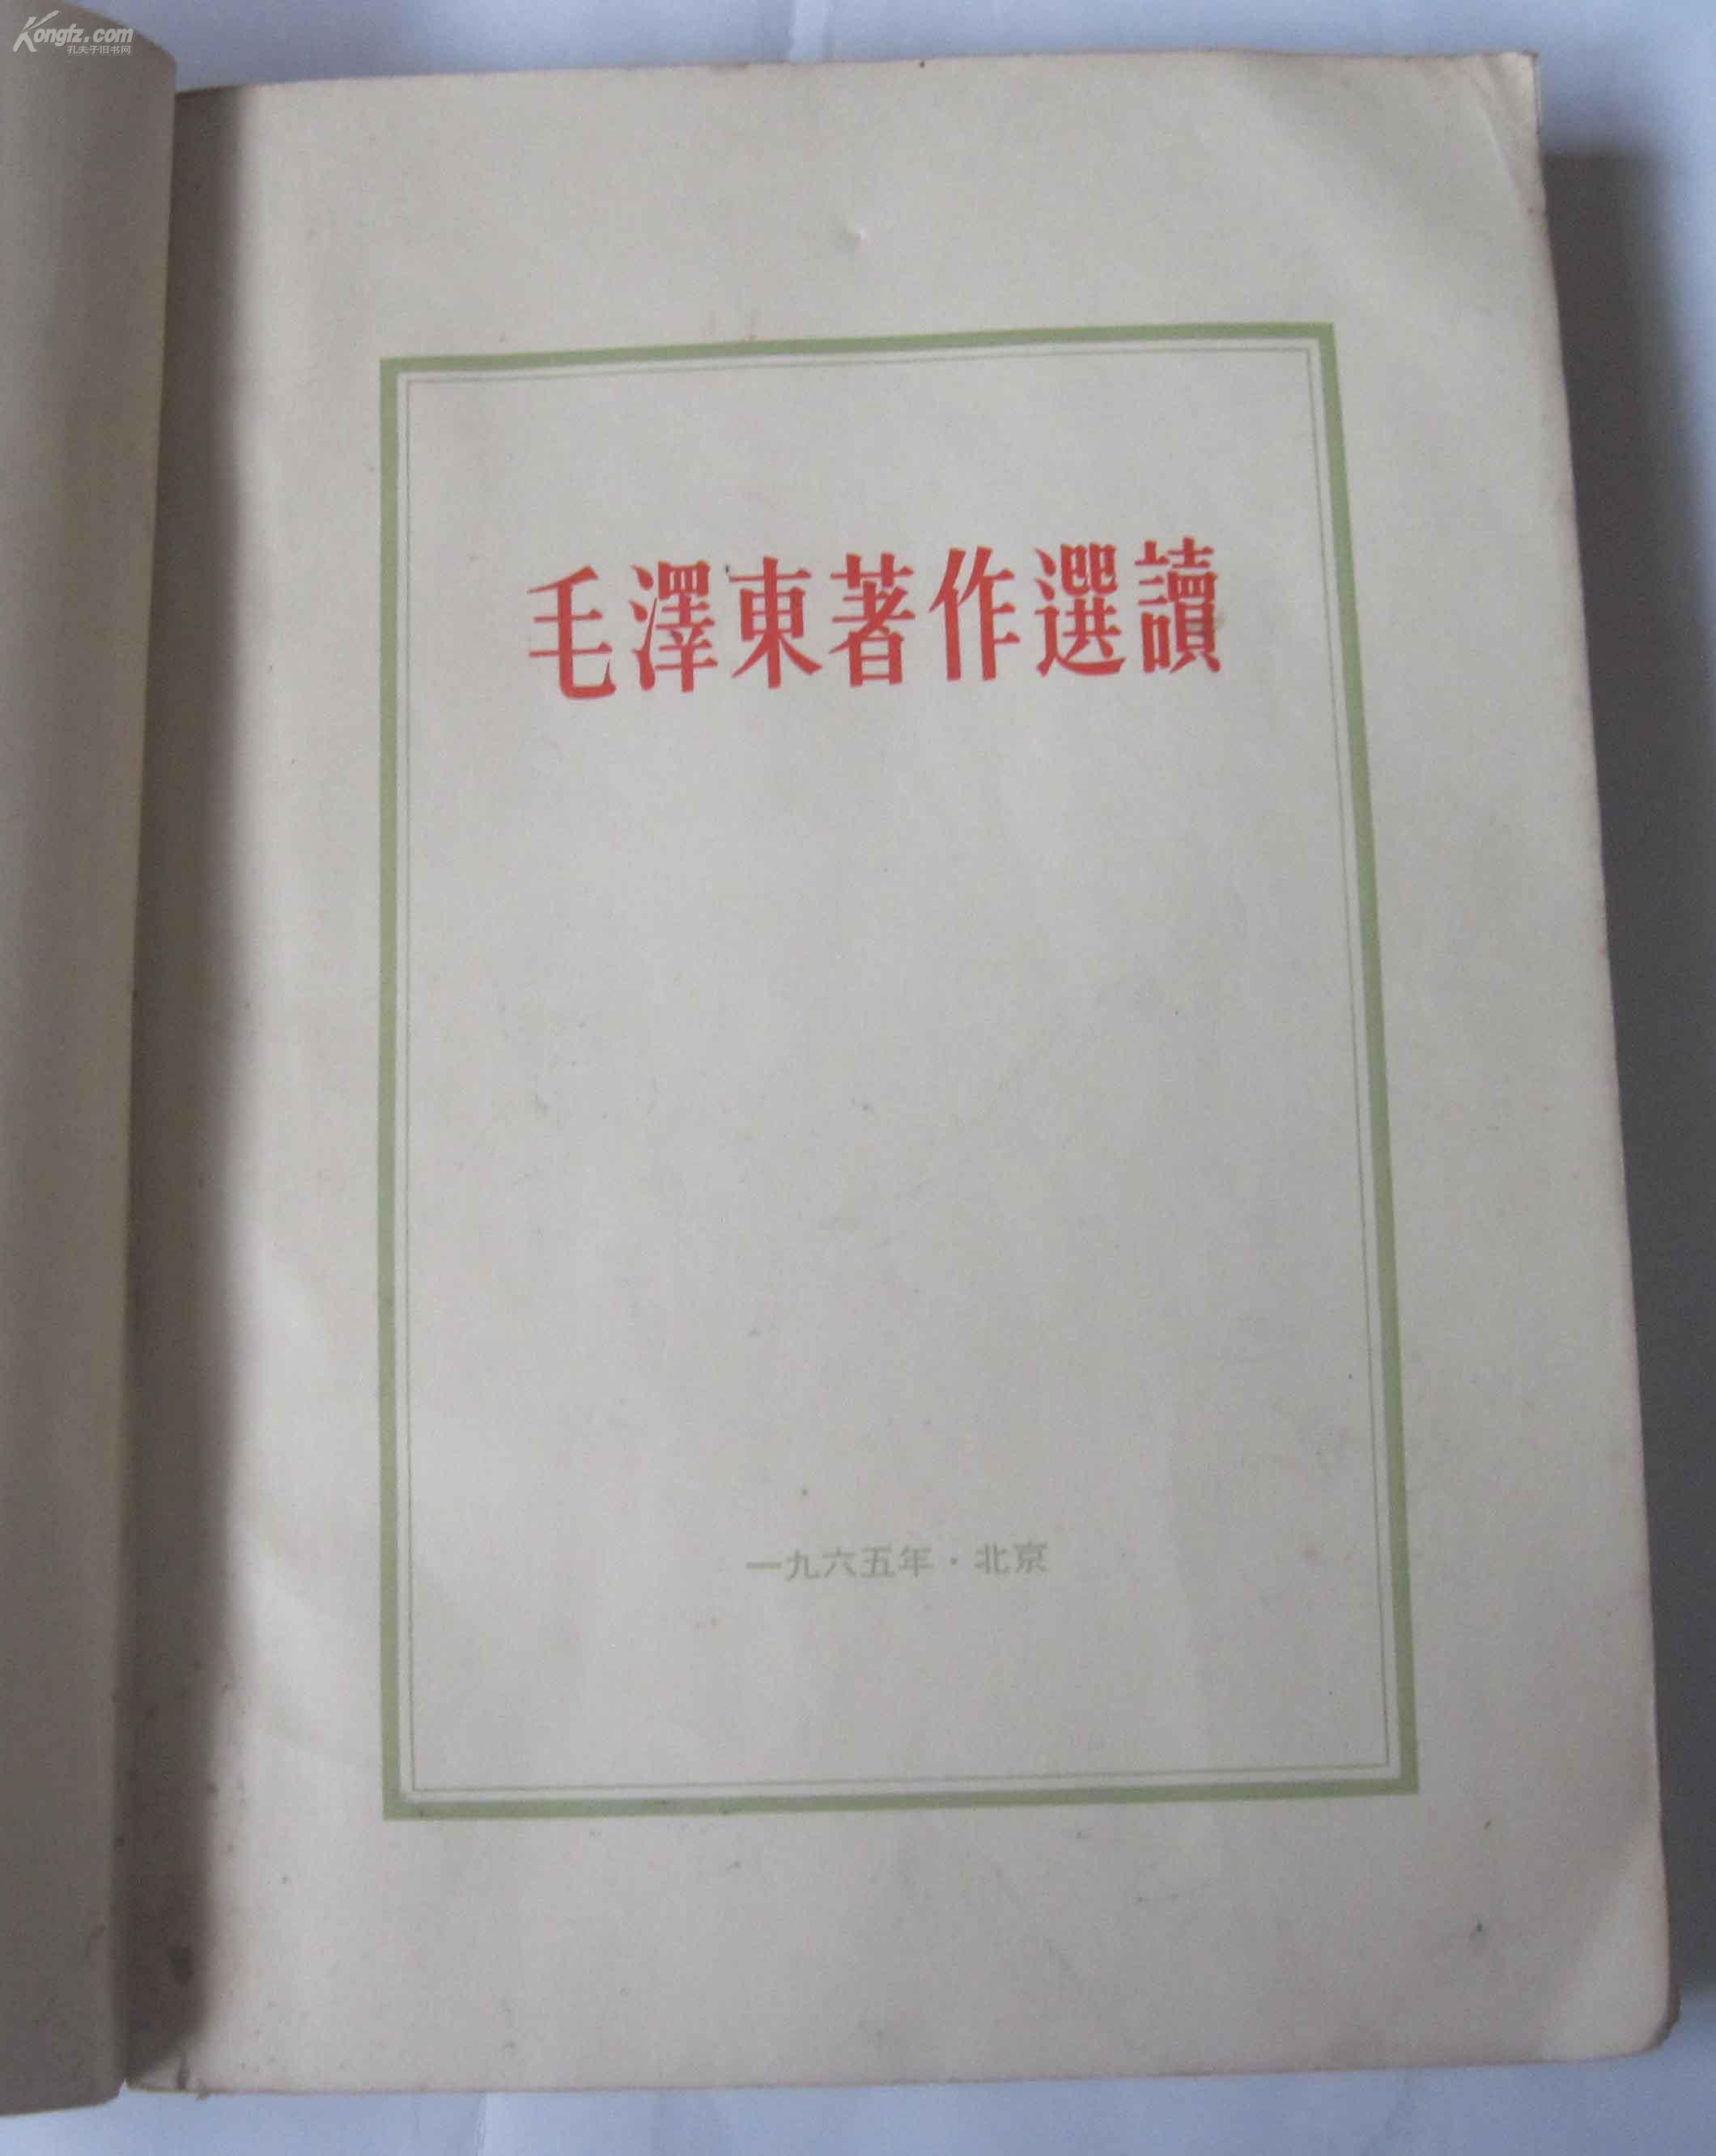 Kongfz.com
孔夫子旧书网
毛澤東著作選讀
一九六五年·北京